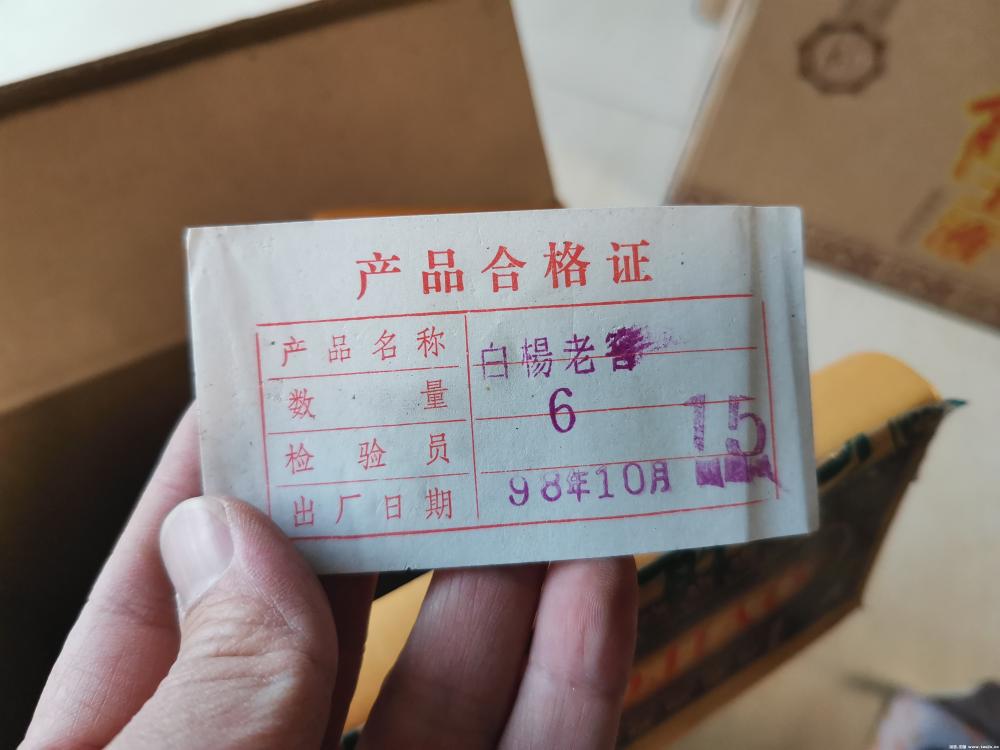 产品合格证
产品名称 白楊老窖
数量 6
检验员 15
出厂日期 98年10月